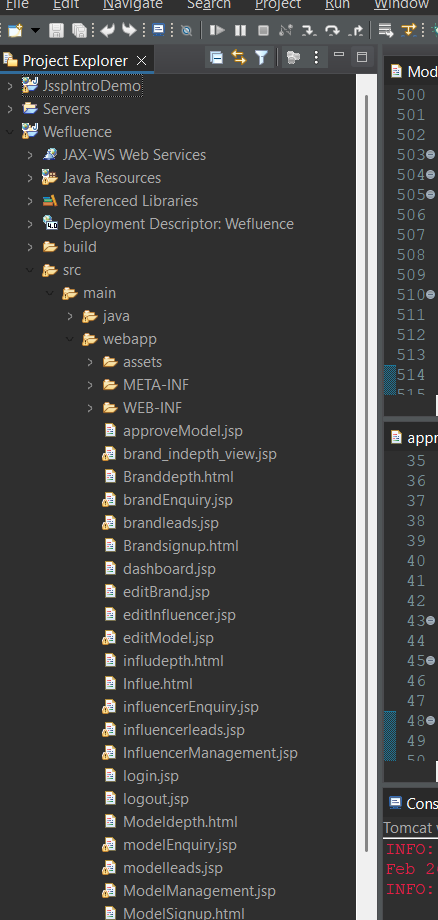 File Edit Navigate Search Project Run Window
Project Explorer
JsspIntroDemo
Servers
Wefluence
JAX-WS Web Services
Java Resources
Referenced Libraries
Deployment Descriptor: Wefluence
build
src
main
java
webapp
assets
META-INF
WEB-INF
approveModel.jsp
brand_indepth_view.jsp
Branddepth.html
brandEnquiry.jsp
brandleads.jsp
Brandsignup.html
dashboard.jsp
editBrand.jsp
editInfluencer.jsp
editModel.jsp
infludepth.html
Influe.html
influencerEnquiry.jsp
influencerleads.jsp
InfluencerManagement.jsp
login.jsp
logout.jsp
Modeldepth.html
modelEnquiry.jsp
modelleads.jsp
ModelManagement.jsp
ModelSignup.html
Mod
500
501
502
503
504
505
506
507
508
509
510
511
512
513
514
515
appr
35
36
37
38
39
40
41
42
43
44
45
46
47
48
49
50
Cons
Tomcat
INFO:
Feb 2
INFO: